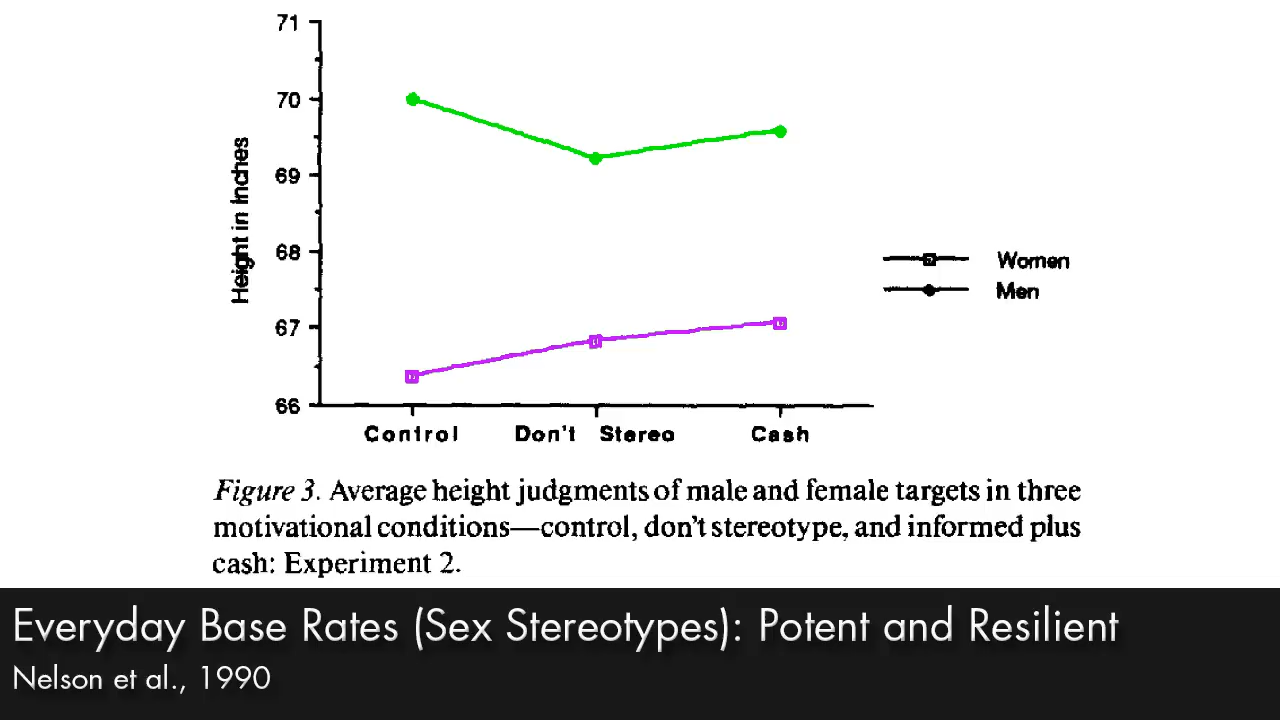 71
70
69
68
67
66
Height in Inches
Women
Men
Control Don't Stereo Cash
Figure 3. Average height judgments of male and female targets in three
motivational conditions—control, don't stereotype, and informed plus
cash: Experiment 2.
Everyday Base Rates (Sex Stereotypes): Potent and Resilient
Nelson et al., 1990